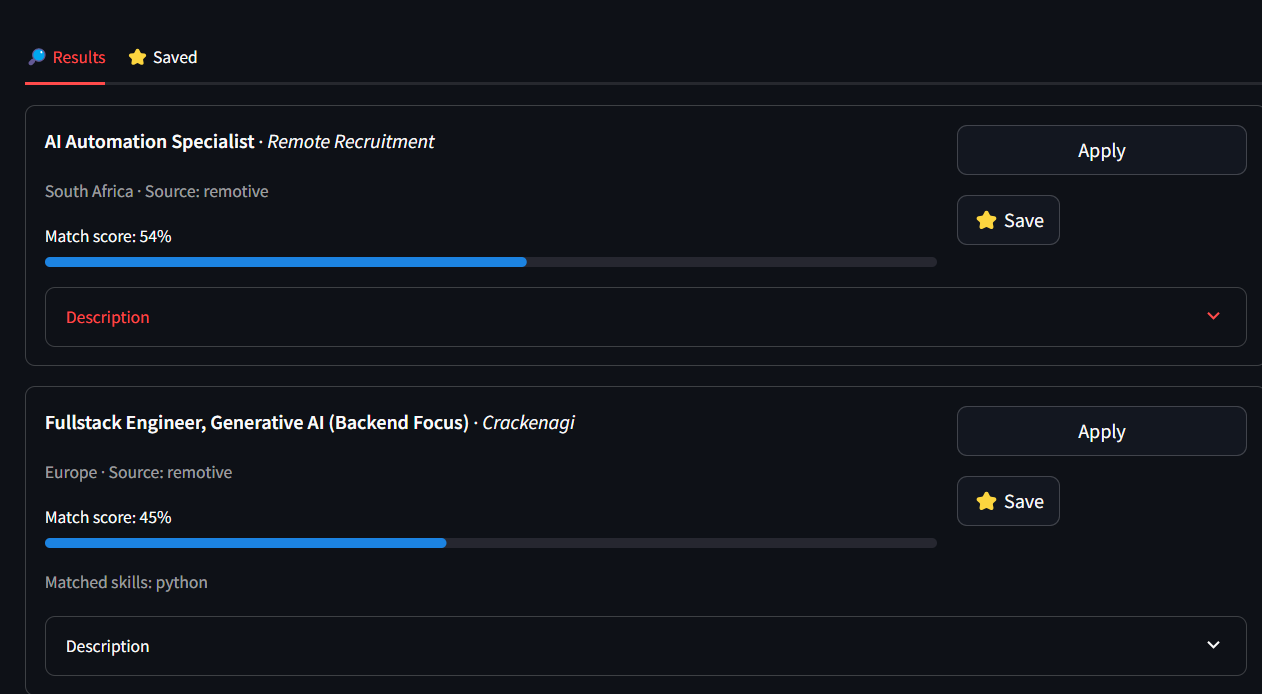 Results Saved
AI Automation Specialist · Remote Recruitment
Apply
South Africa · Source: remotive
Save
Match score: 54%
Description
Fullstack Engineer, Generative AI (Backend Focus) · Crackenagi
Apply
Europe · Source: remotive
Save
Match score: 45%
Matched skills: python
Description